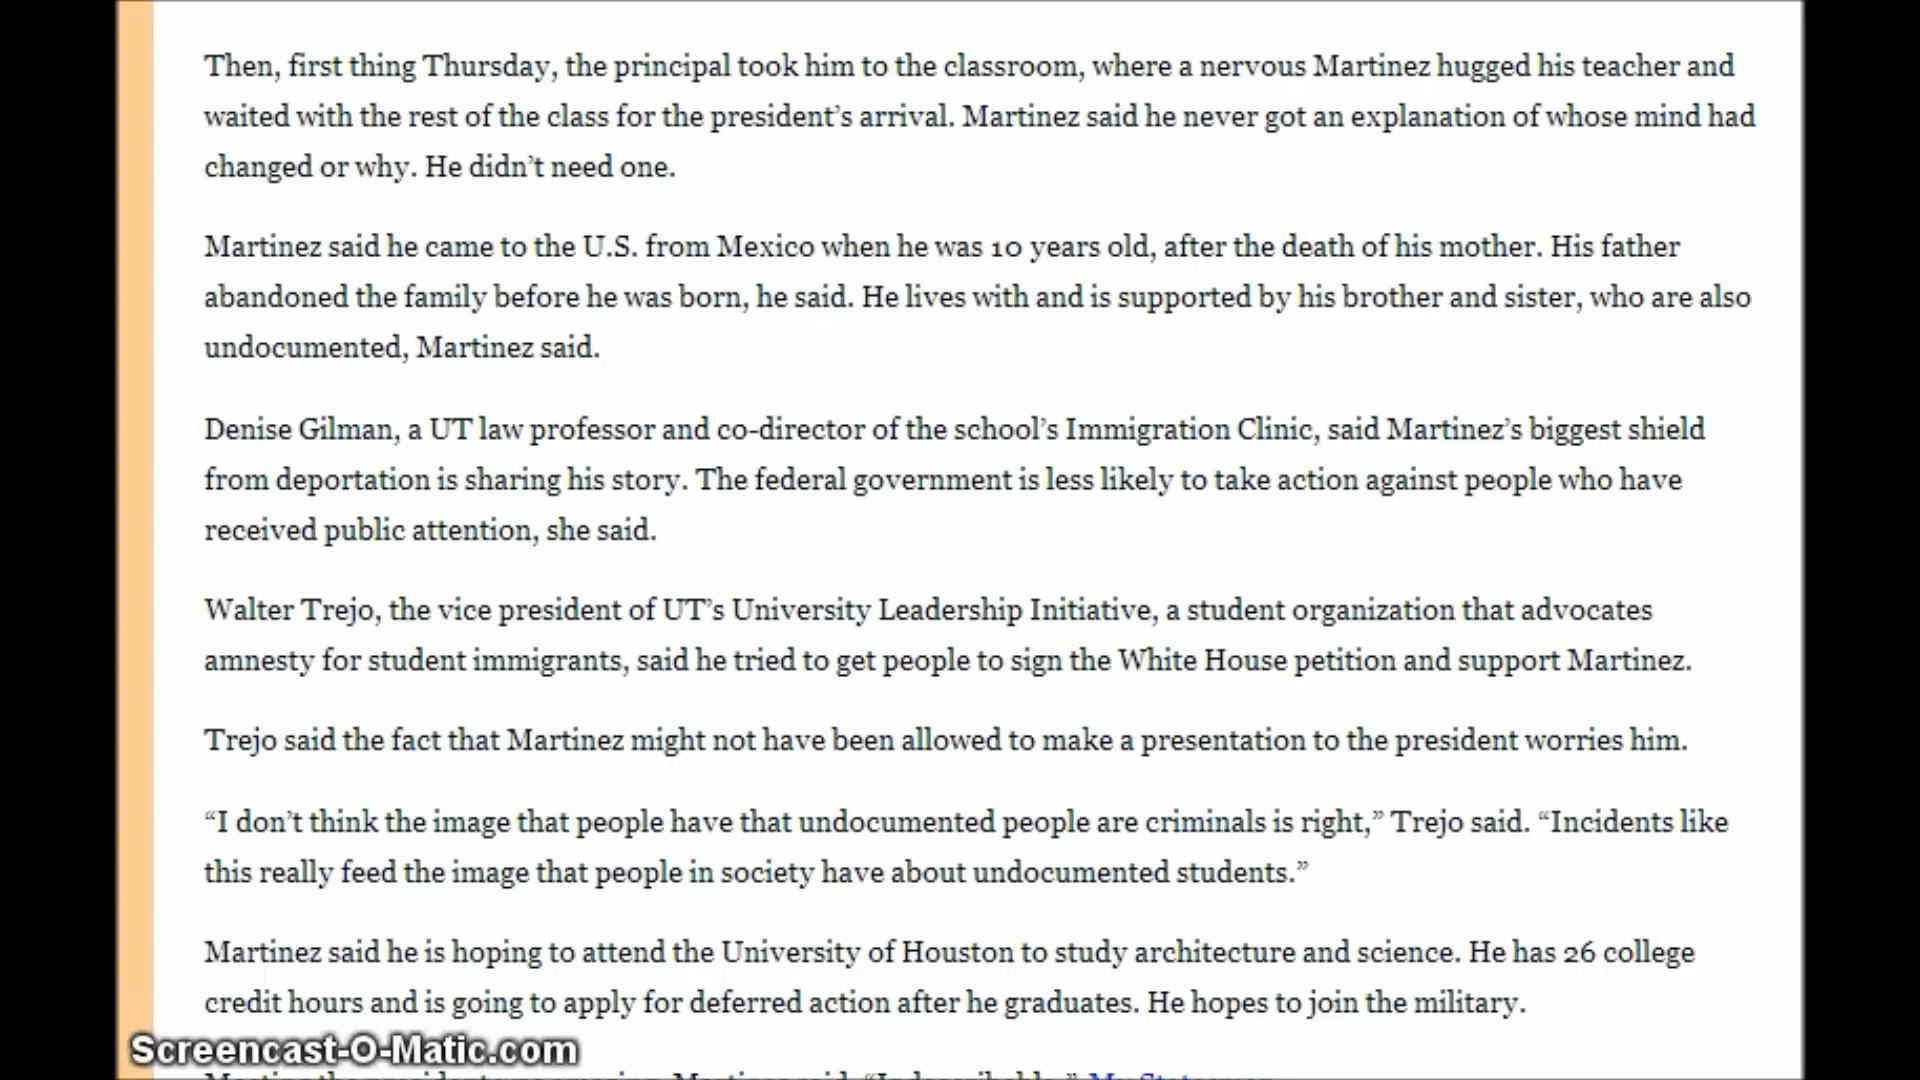 Then, first thing Thursday, the principal took him to the classroom, where a nervous Martinez hugged his teacher and
waited with the rest of the class for the president’s arrival. Martinez said he never got an explanation of whose mind had
changed or why. He didn’t need one.
Martinez said he came to the U.S. from Mexico when he was 10 years old, after the death of his mother. His father
abandoned the family before he was born, he said. He lives with and is supported by his brother and sister, who are also
undocumented, Martinez said.
Denise Gilman, a UT law professor and co-director of the school’s Immigration Clinic, said Martinez’s biggest shield
from deportation is sharing his story. The federal government is less likely to take action against people who have
received public attention, she said.
Walter Trejo, the vice president of UT’s University Leadership Initiative, a student organization that advocates
amnesty for student immigrants, said he tried to get people to sign the White House petition and support Martinez.
Trejo said the fact that Martinez might not have been allowed to make a presentation to the president worries him.
“I don’t think the image that people have that undocumented people are criminals is right,” Trejo said. “Incidents like
this really feed the image that people in society have about undocumented students.”
Martinez said he is hoping to attend the University of Houston to study architecture and science. He has 26 college
credit hours and is going to apply for deferred action after he graduates. He hopes to join the military.
Screencast-O-Matic.com